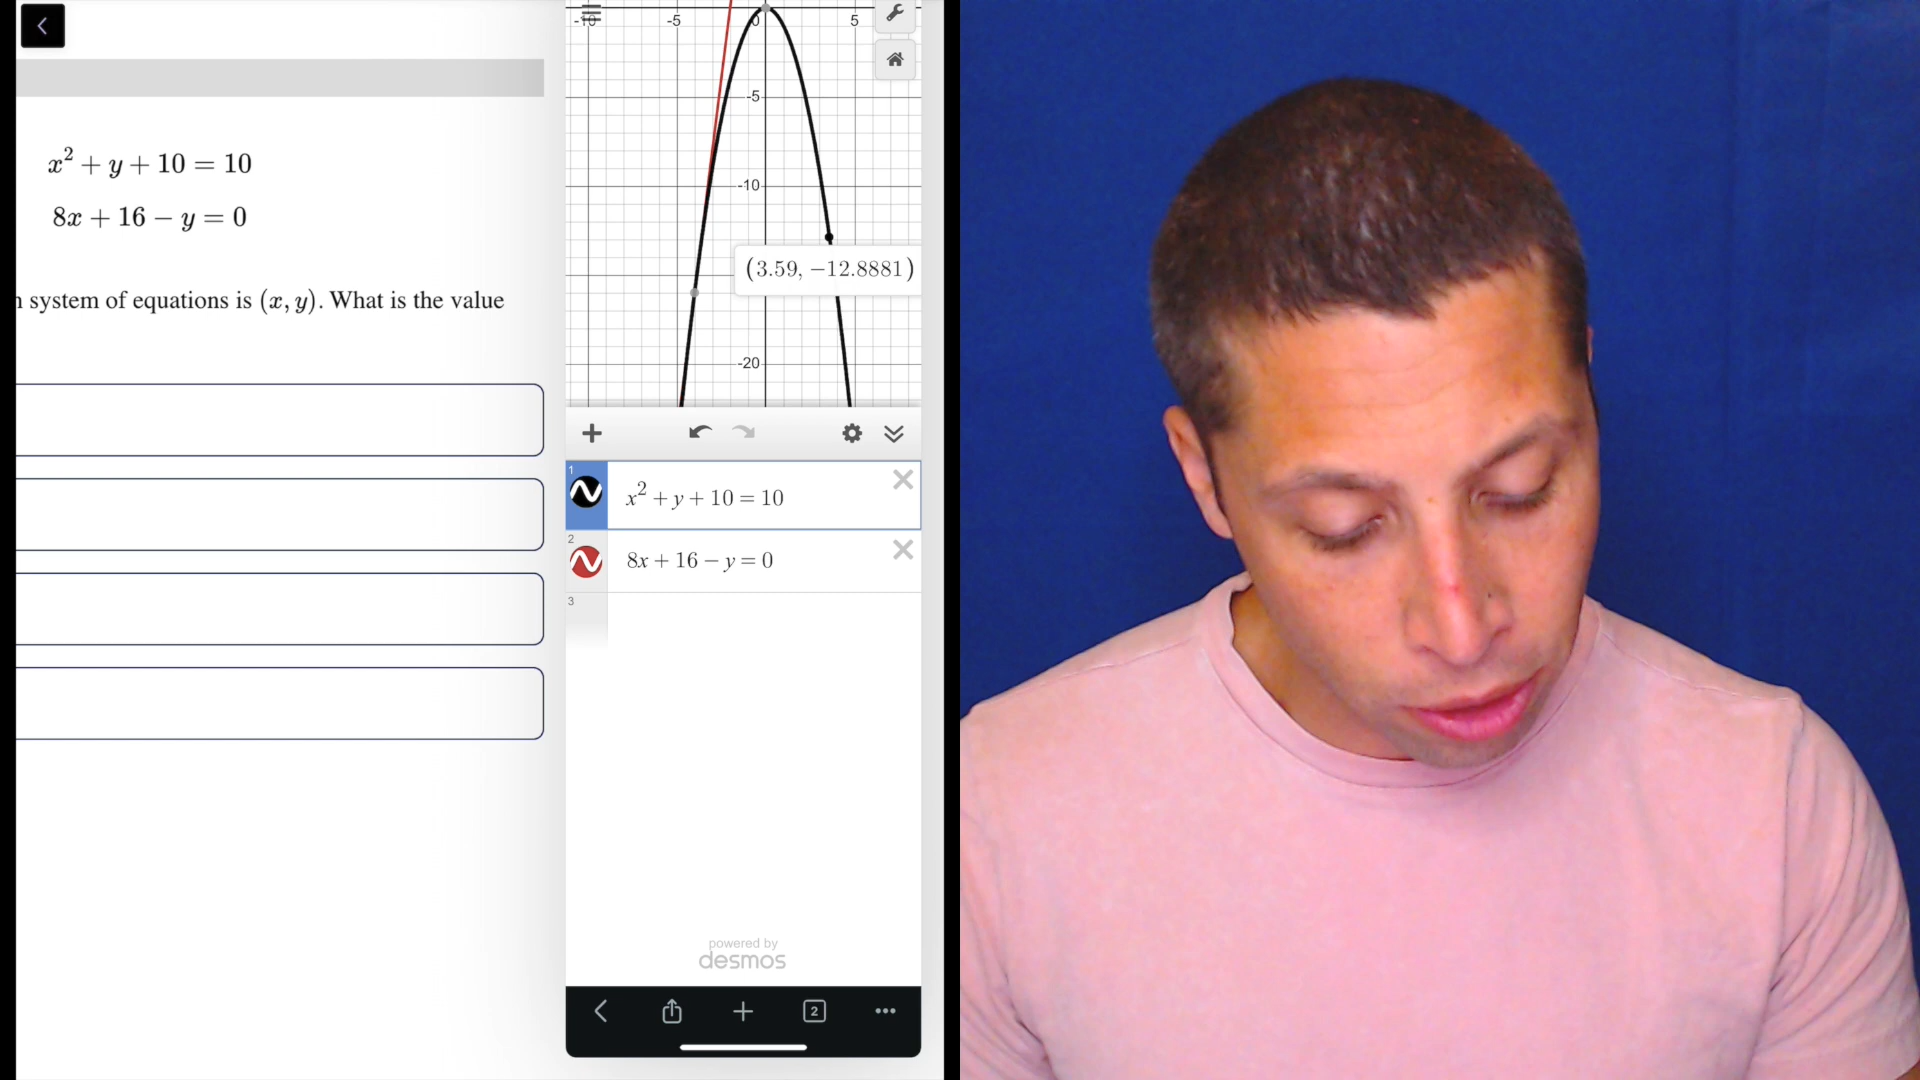 x² + y + 10 = 10
8x + 16 − y = 0
system of equations is (x, y). What is the value
-10 -5 0 5
-5
-10
(3.59, −12.8881)
-20
1
x² + y + 10 = 10
2
8x + 16 − y = 0
3
powered by
desmos
2